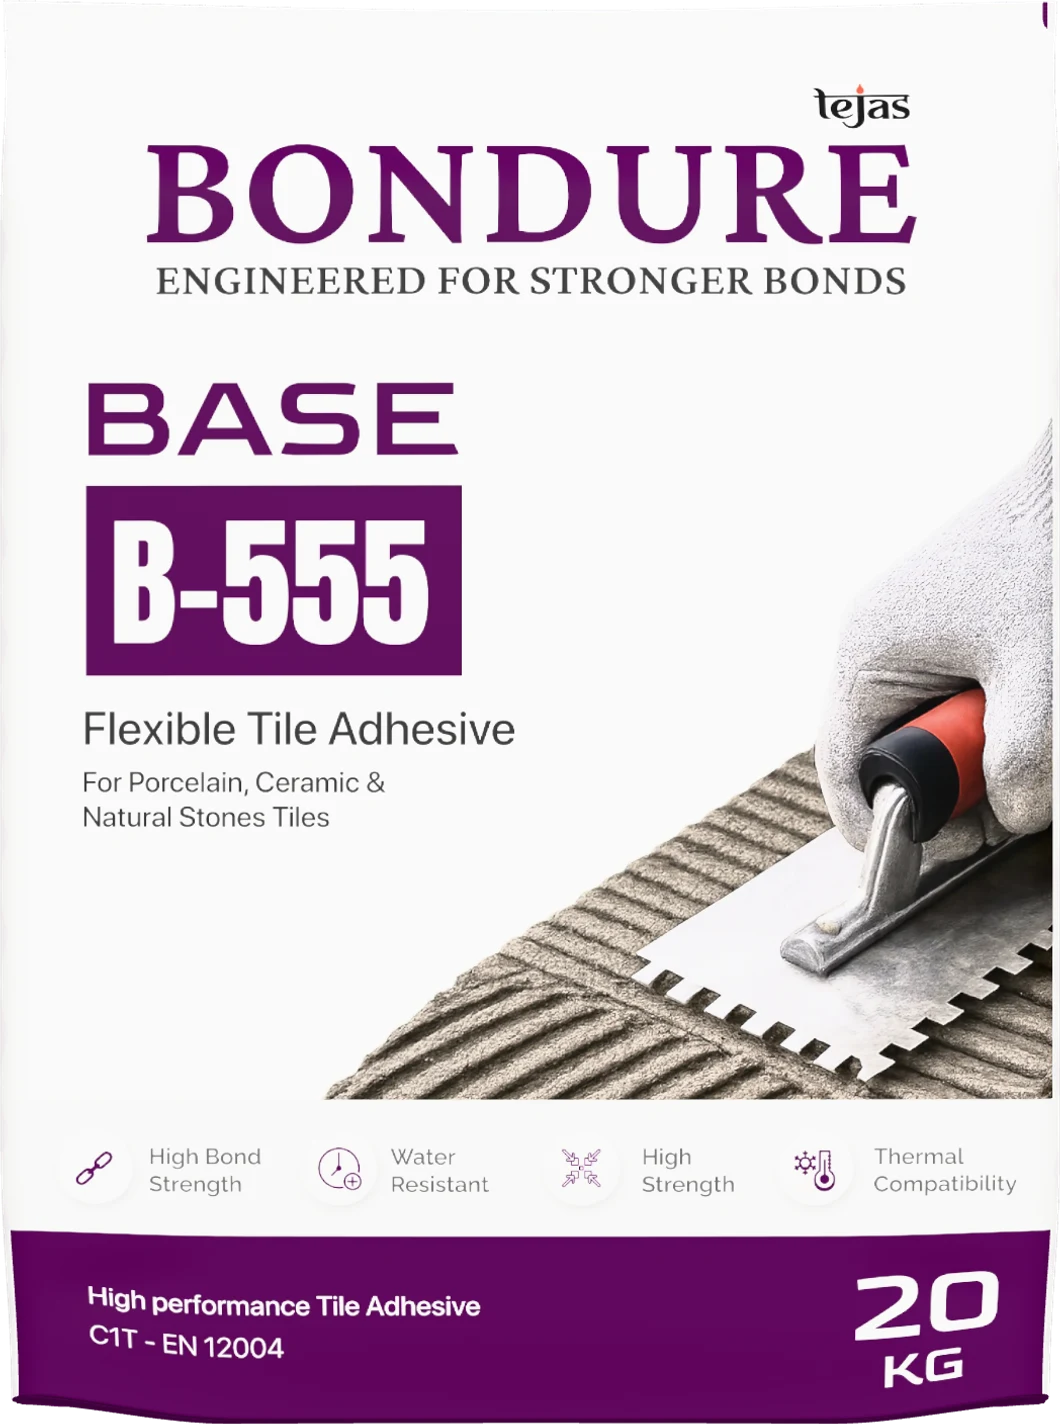 tejas
BONDURE
ENGINEERED FOR STRONGER BONDS
BASE
B-555
Flexible Tile Adhesive
For Porcelain, Ceramic &
Natural Stones Tiles
High Bond
Strength
Water
Resistant
High
Strength
Thermal
Compatibility
High performance Tile Adhesive
C1T - EN 12004
20
KG